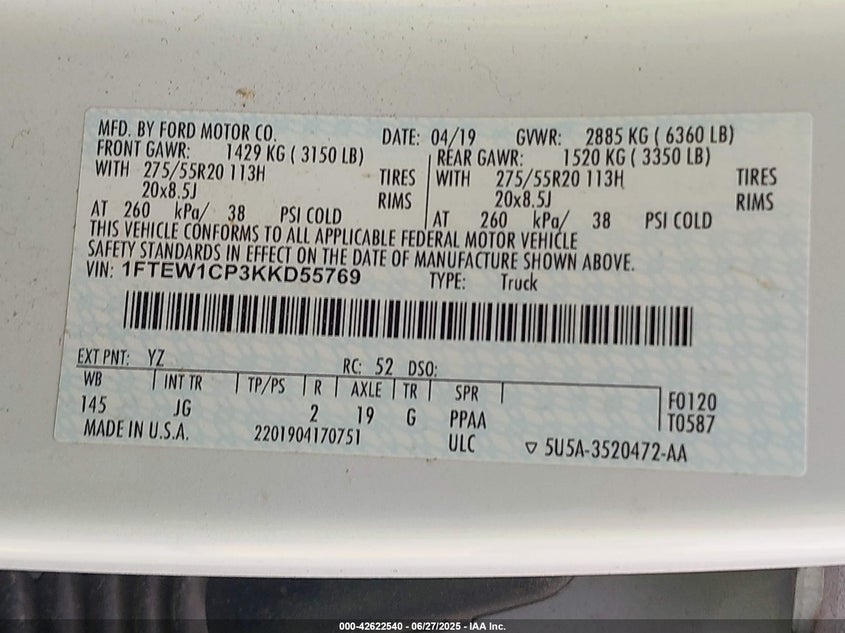 MFD. BY FORD MOTOR CO. DATE: 04/19 GVWR: 2885 KG ( 6360 LB)
FRONT GAWR: 1429 KG ( 3150 LB) REAR GAWR: 1520 KG ( 3350 LB)
WITH 275/55R20 113H TIRES WITH 275/55R20 113H TIRES
20x8.5J RIMS 20x8.5J RIMS
AT 260 kPa/ 38 PSI COLD AT 260 kPa/ 38 PSI COLD
THIS VEHICLE CONFORMS TO ALL APPLICABLE FEDERAL MOTOR VEHICLE
SAFETY STANDARDS IN EFFECT ON THE DATE OF MANUFACTURE SHOWN ABOVE.
VIN: 1FTEW1CP3KKD55769 TYPE: Truck
EXT PNT: YZ RC: 52 DSO:
WB INT TR TP/PS R AXLE TR SPR F0120
145 JG 2 19 G PPAA T0587
MADE IN U.S.A. 2201904170751 ULC ▽ 5U5A-3520472-AA
000-42622540 - 06/27/2025 - IAA Inc.